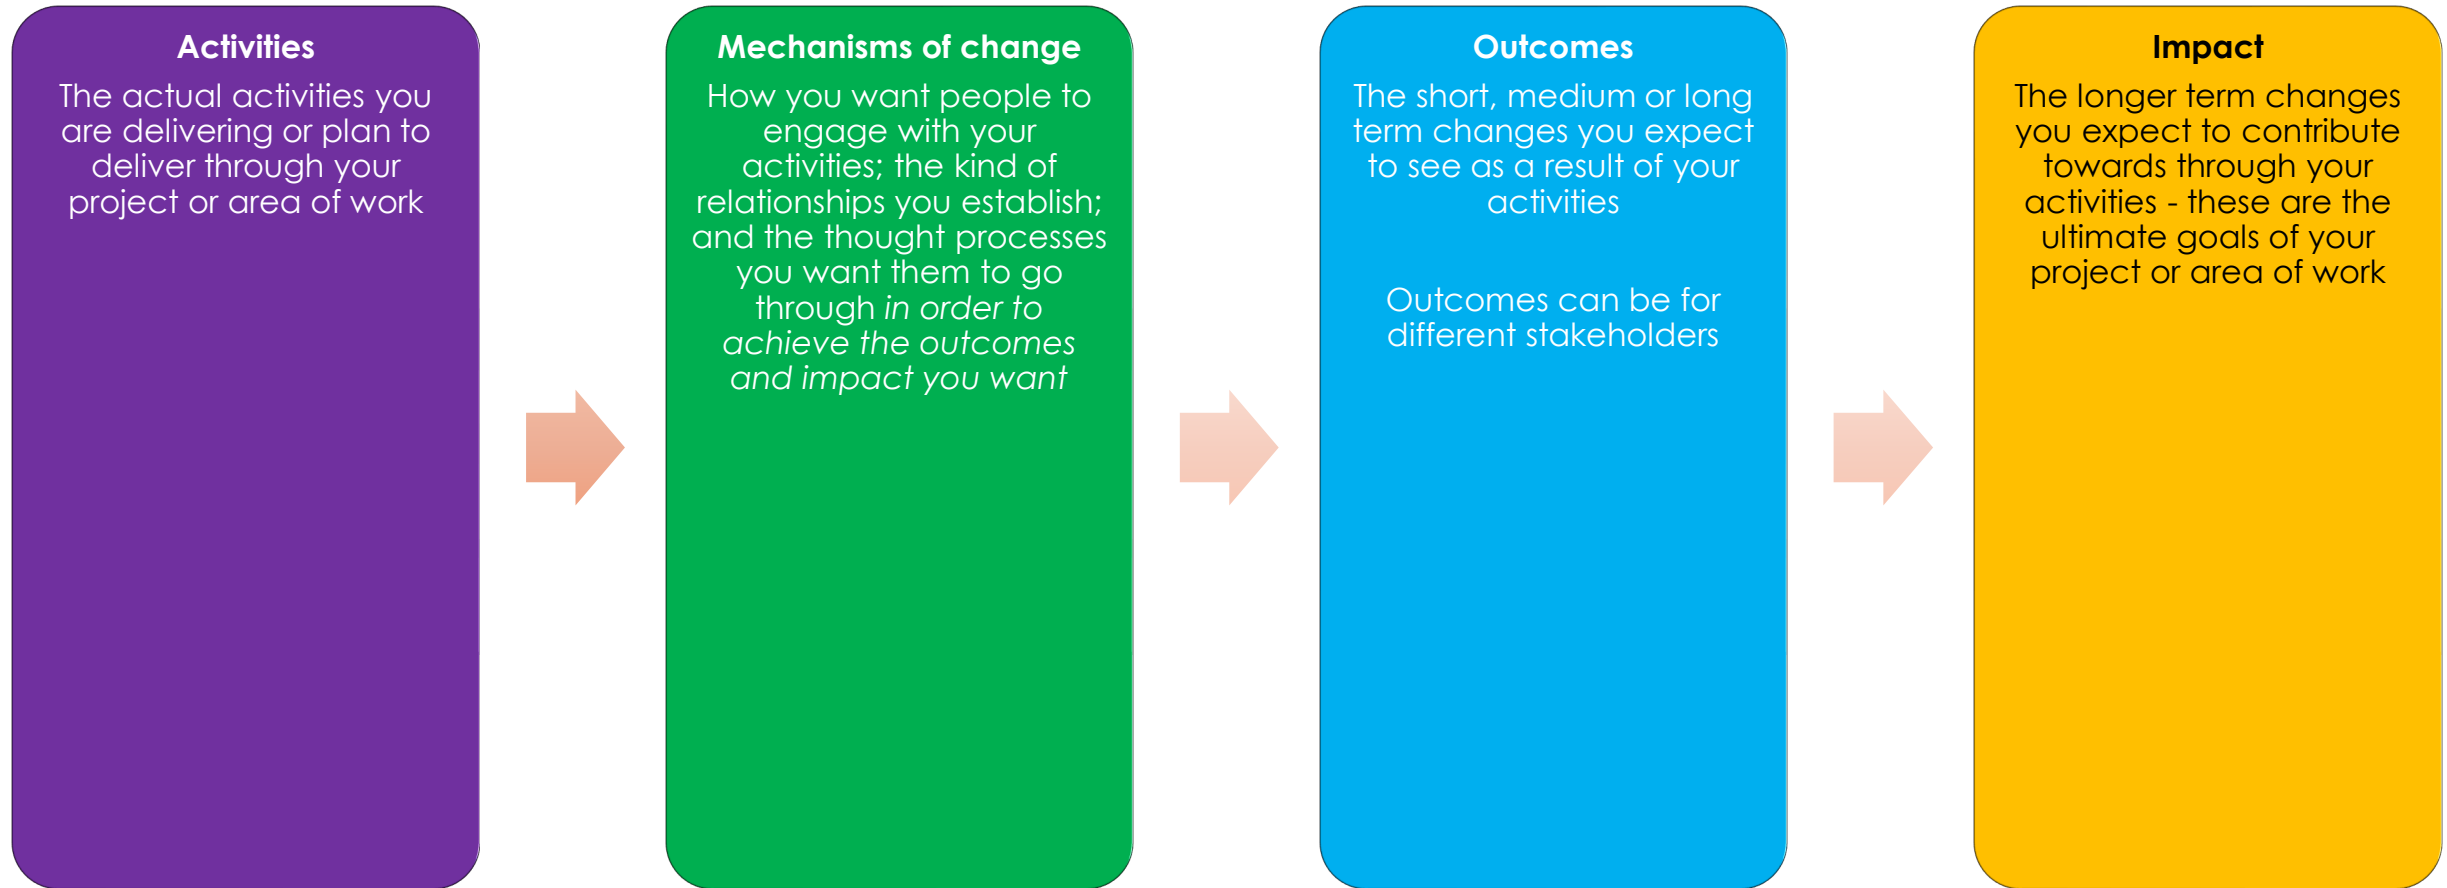 Activities
The actual activities you
are delivering or plan to
deliver through your
project or area of work
Mechanisms of change
How you want people to
engage with your
activities; the kind of
relationships you establish;
and the thought processes
you want them to go
through in order to
achieve the outcomes
and impact you want
Outcomes
The short, medium or long
term changes you expect
to see as a result of your
activities
Outcomes can be for
different stakeholders
Impact
The longer term changes
you expect to contribute
towards through your
activities - these are the
ultimate goals of your
project or area of work